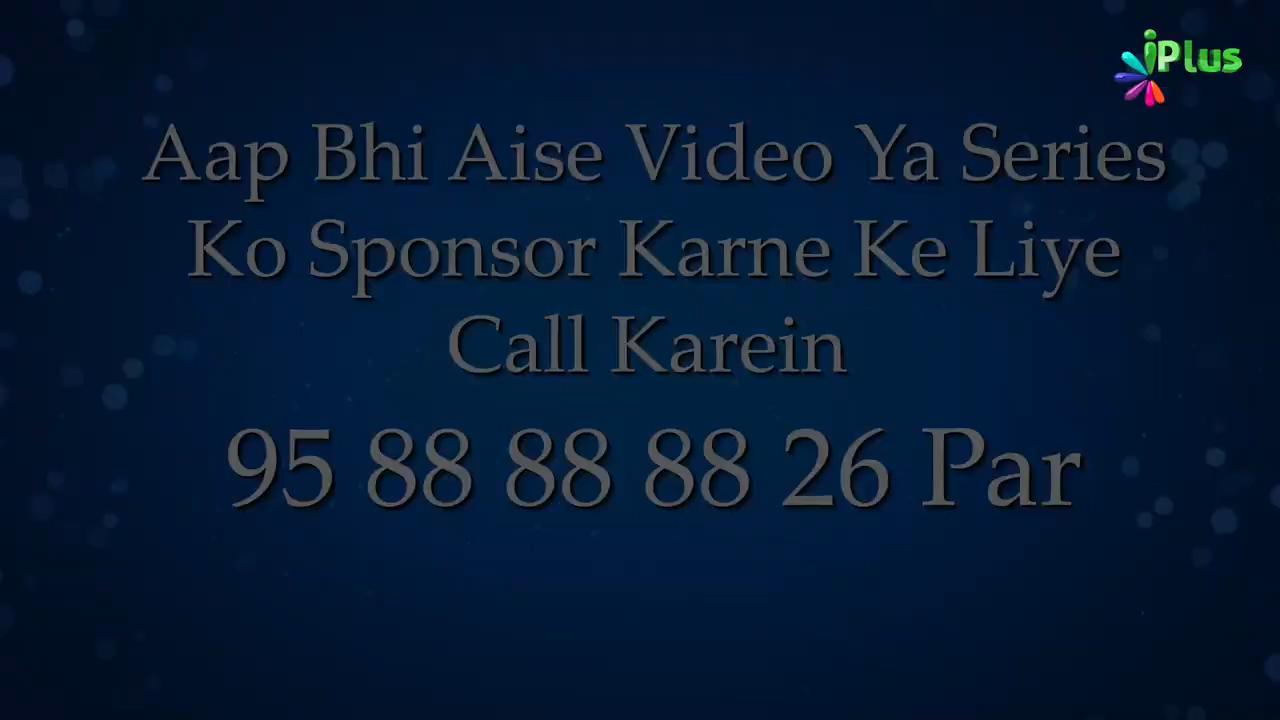 iPlus
Aap Bhi Aise Video Ya Series
Ko Sponsor Karne Ke Liye
Call Karein
95 88 88 88 26 Par